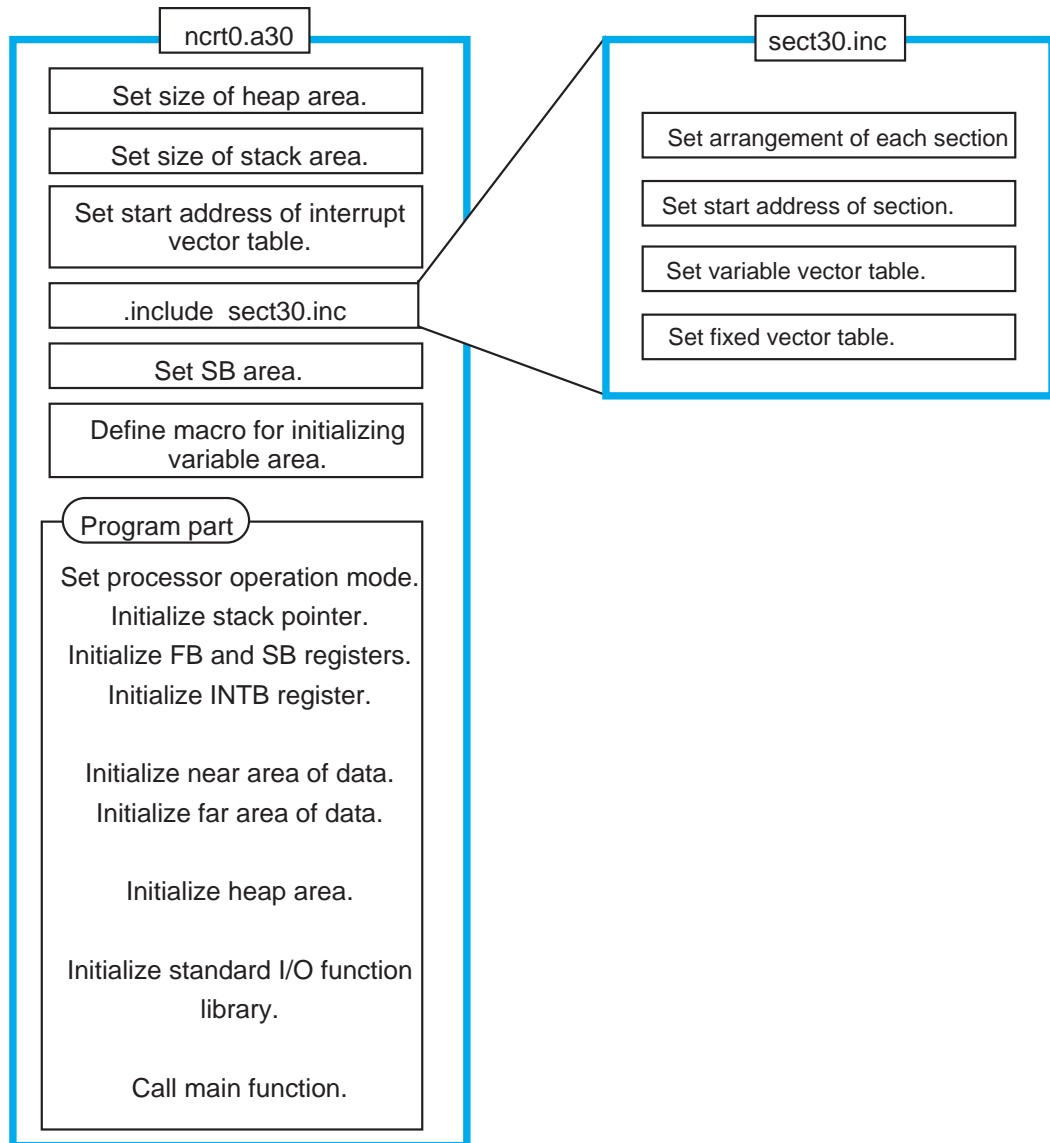 ncrt0.a30
Set size of heap area.
Set size of stack area.
Set start address of interrupt
vector table.
.include sect30.inc
Set SB area.
Define macro for initializing
variable area.
Program part
Set processor operation mode.
Initialize stack pointer.
Initialize FB and SB registers.
Initialize INTB register.
Initialize near area of data.
Initialize far area of data.
Initialize heap area.
Initialize standard I/O function
library.
Call main function.
sect30.inc
Set arrangement of each section
Set start address of section.
Set variable vector table.
Set fixed vector table.